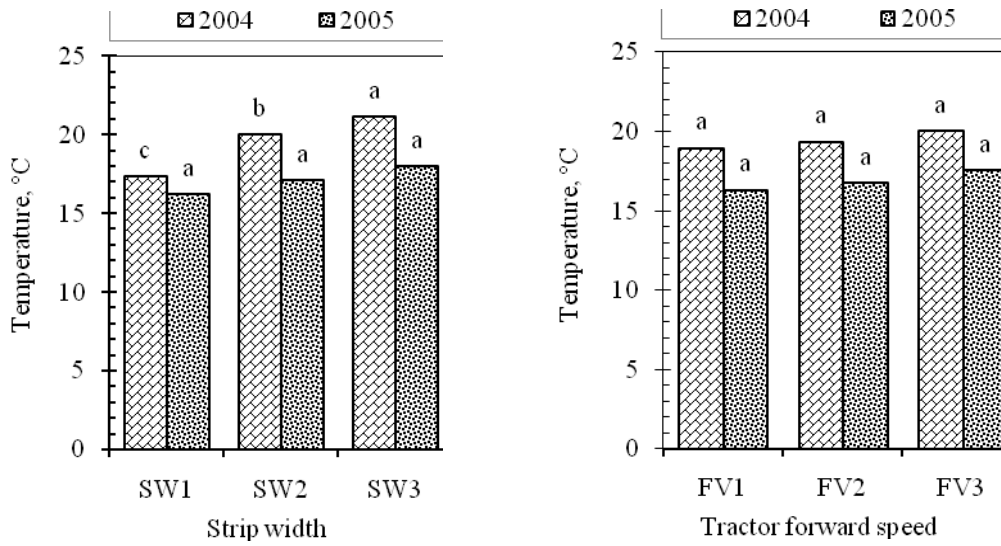 2004 2005
25
20
15
10
5
0
Temperature, °C
c a b a a a
SW1 SW2 SW3
Strip width
2004 2005
25
20
15
10
5
0
Temperature, °C
a a a a a a
FV1 FV2 FV3
Tractor forward speed